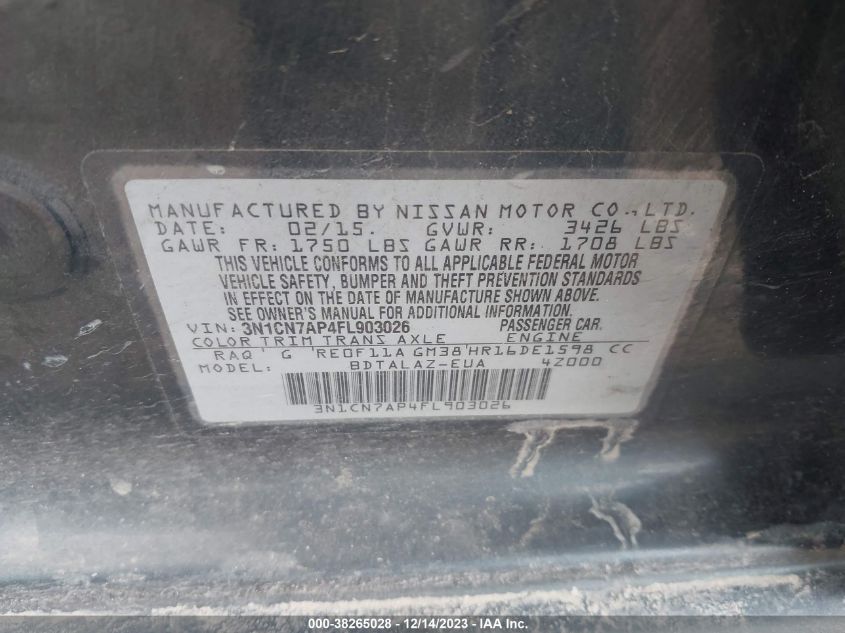 MANUFACTURED BY NISSAN MOTOR CO., LTD.
DATE: 02/15. GVWR: 3426 LBS
GAWR FR: 1750 LBS GAWR RR: 1708 LBS
THIS VEHICLE CONFORMS TO ALL APPLICABLE FEDERAL MOTOR
VEHICLE SAFETY, BUMPER AND THEFT PREVENTION STANDARDS
IN EFFECT ON THE DATE OF MANUFACTURE SHOWN ABOVE.
SEE OWNER'S MANUAL FOR ADDITIONAL INFORMATION
VIN: 3N1CN7AP4FL903026 PASSENGER CAR.
COLOR TRIM TRANS AXLE ENGINE
RAQ' G 'RE0F11A GM38'HR16DE1598 CC
MODEL: BDTALAZ-EUA 4Z000
3N1CN7AP4FL903026
000-38265028 - 12/14/2023 - IAA Inc.